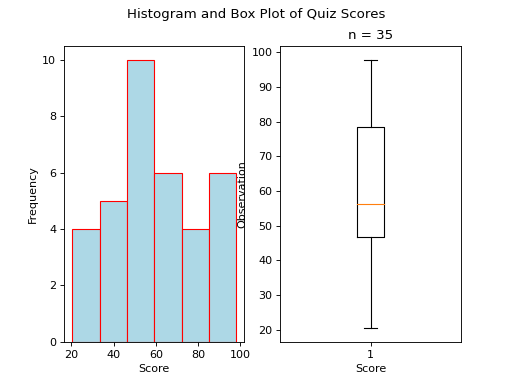 Histogram and Box Plot of Quiz Scores
10
8
6
4
2
0
Frequency
20 40 60 80 100
Score
n = 35
100
90
80
70
60
50
40
30
20
Observation
1
Score